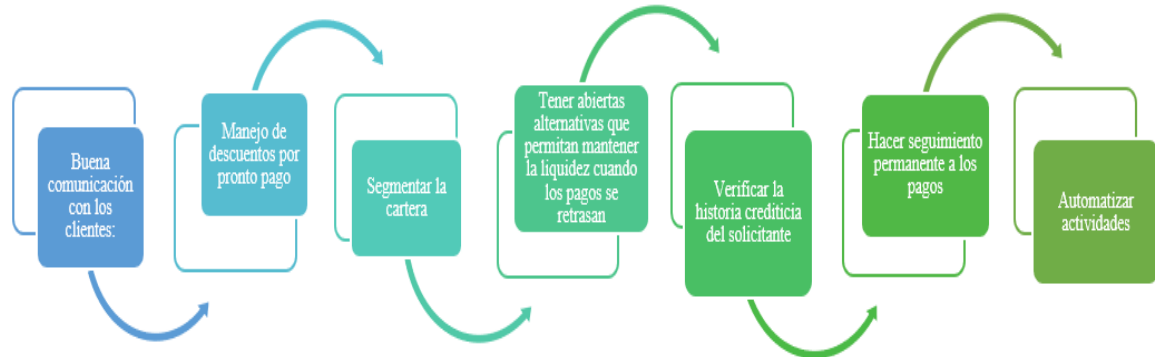 Buena
comunicación
con los
clientes:
Manejo de
descuentos por
pronto pago
Segmentar la
cartera
Tener abiertas
alternativas que
permitan mantener
la liquidez cuando
los pagos se
retrasan
Verificar la
historia crediticia
del solicitante
Hacer seguimiento
permanente a los
pagos
Automatizar
actividades